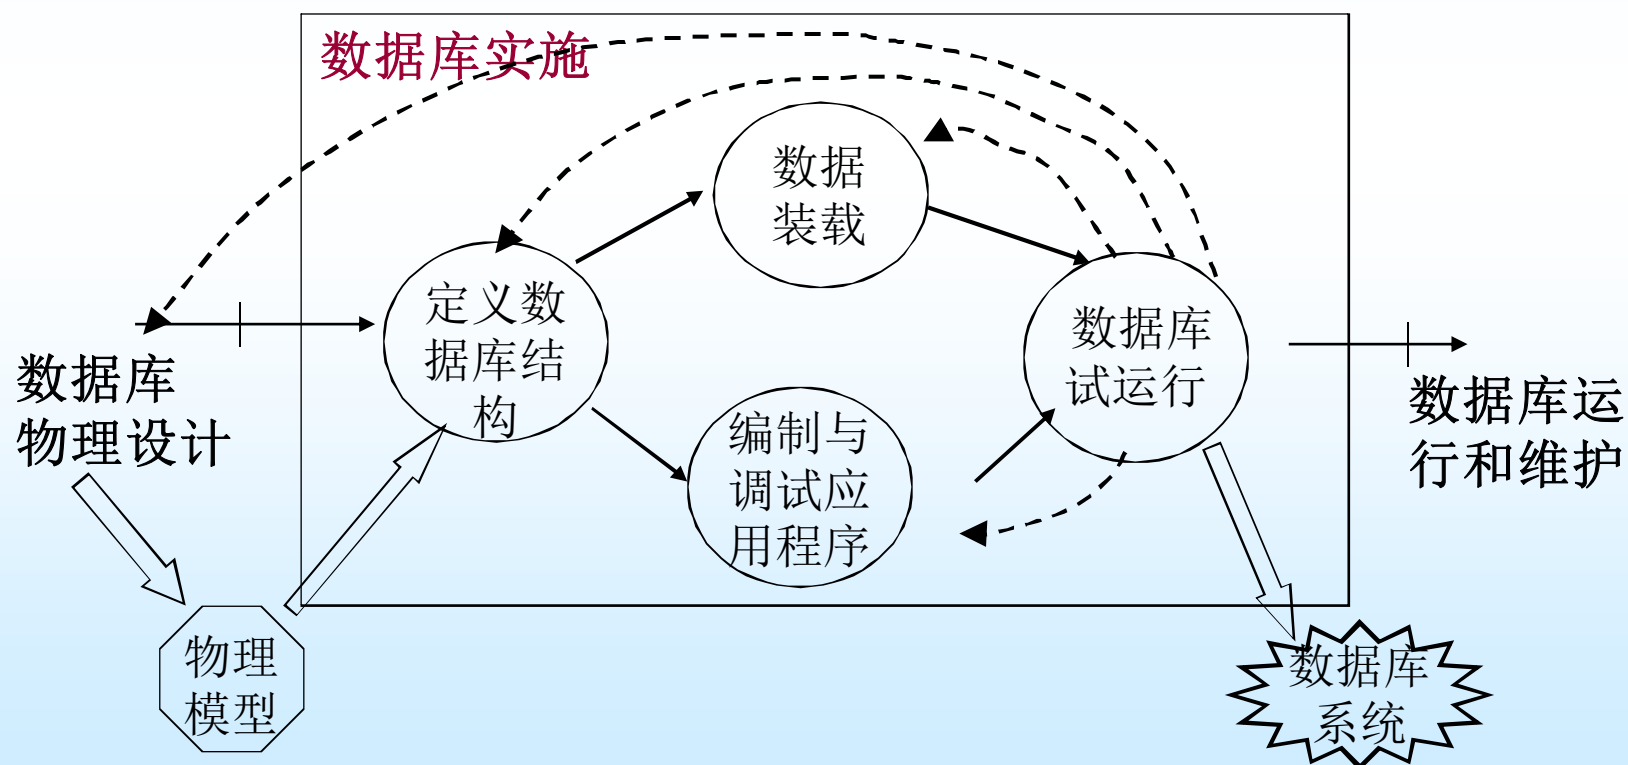 数据库实施
数据
装载
定义数
据库结
构
数据库
试运行
数据库
物理设计
编制与
调试应
用程序
数据库运
行和维护
物理
模型
数据库
系统